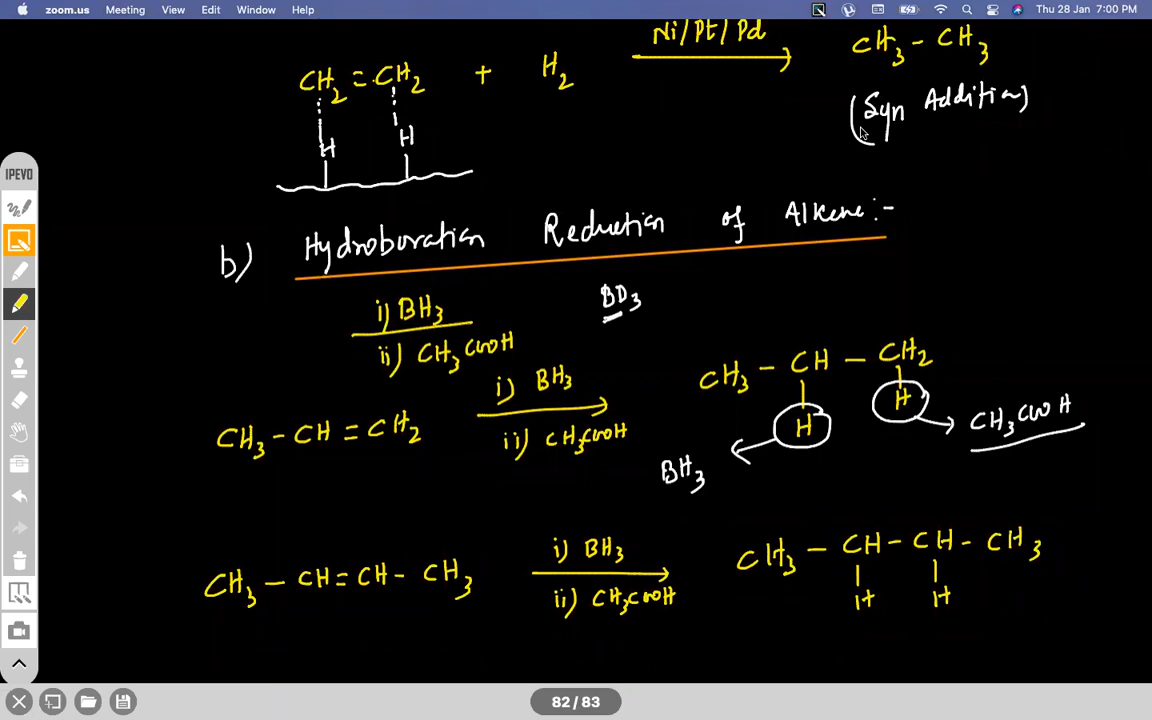 zoom.us Meeting View Edit Window Help Thu 28 Jan 7:00 PM
Ni/Pt/Pd
CH2 = CH2 + H2 CH3 - CH3
(Syn Addition)
H H
IPEVO
b) Hydroboration Reduction of Alkene:-
i) BH3 BD3
ii) CH3COOH
CH3 - CH = CH2 i) BH3 CH3 - CH - CH2
ii) CH3COOH H H CH3COOH
BH3
CH3 - CH = CH - CH3 i) BH3 CH3 - CH - CH - CH3
ii) CH3COOH H H
82/83